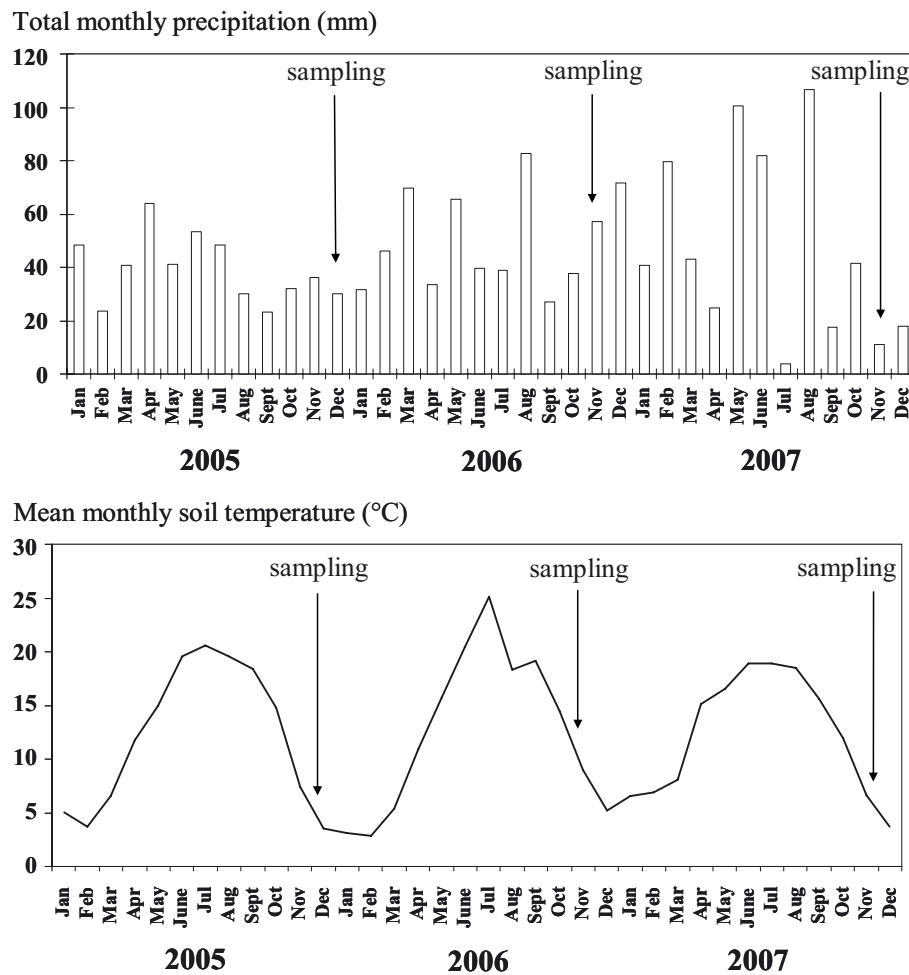 Total monthly precipitation (mm)
120
sampling sampling sampling
100
80
60
40
20
0
Jan Feb Mar Apr May June Jul Aug Sept Oct Nov Dec Jan Feb Mar Apr May June Jul Aug Sept Oct Nov Dec Jan Feb Mar Apr May June Jul Aug Sept Oct Nov Dec
2005 2006 2007
Mean monthly soil temperature (°C)
30
sampling sampling sampling
25
20
15
10
5
0
Jan Feb Mar Apr May June Jul Aug Sept Oct Nov Dec Jan Feb Mar Apr May June Jul Aug Sept Oct Nov Dec Jan Feb Mar Apr May June Jul Aug Sept Oct Nov Dec
2005 2006 2007